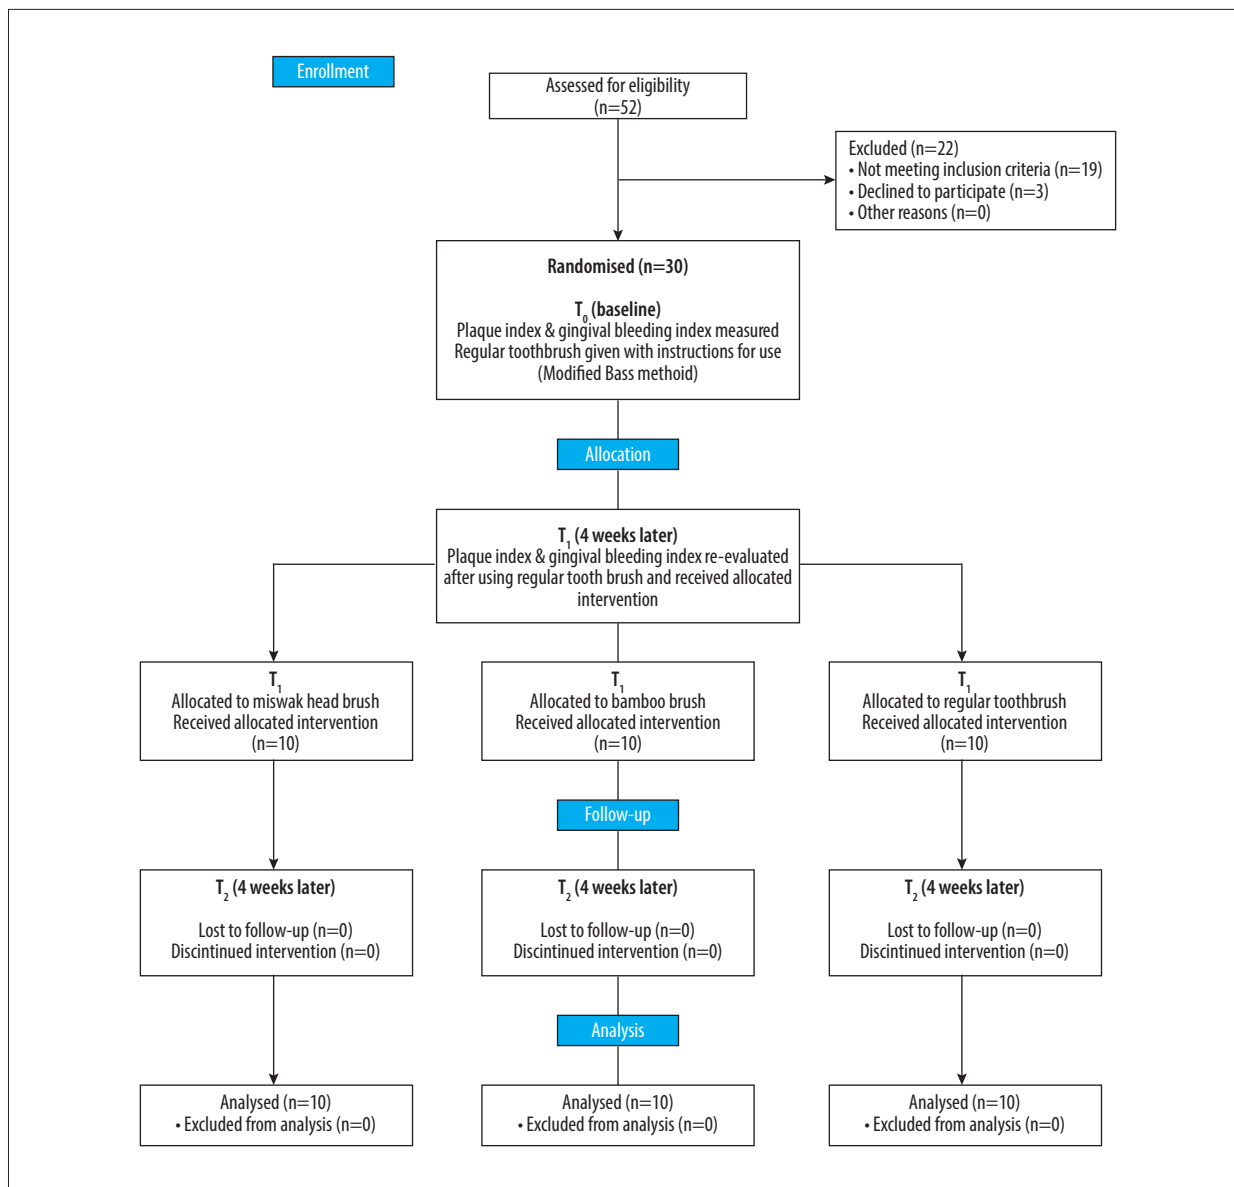 Enrollment
Assessed for eligibility
(n=52)
Excluded (n=22)
• Not meeting inclusion criteria (n=19)
• Declined to participate (n=3)
• Other reasons (n=0)
Randomised (n=30)
T0 (baseline)
Plaque index & gingival bleeding index measured
Regular toothbrush given with instructions for use
(Modified Bass methoid)
Allocation
T1 (4 weeks later)
Plaque index & gingival bleeding index re-evaluated
after using regular tooth brush and received allocated
intervention
T1
Allocated to miswak head brush
Received allocated intervention
(n=10)
T1
Allocated to bamboo brush
Received allocated intervention
(n=10)
T1
Allocated to regular toothbrush
Received allocated intervention
(n=10)
Follow-up
T2 (4 weeks later)
Lost to follow-up (n=0)
Discintinued intervention (n=0)
T2 (4 weeks later)
Lost to follow-up (n=0)
Discintinued intervention (n=0)
T2 (4 weeks later)
Lost to follow-up (n=0)
Discintinued intervention (n=0)
Analysis
Analysed (n=10)
• Excluded from analysis (n=0)
Analysed (n=10)
• Excluded from analysis (n=0)
Analysed (n=10)
• Excluded from analysis (n=0)